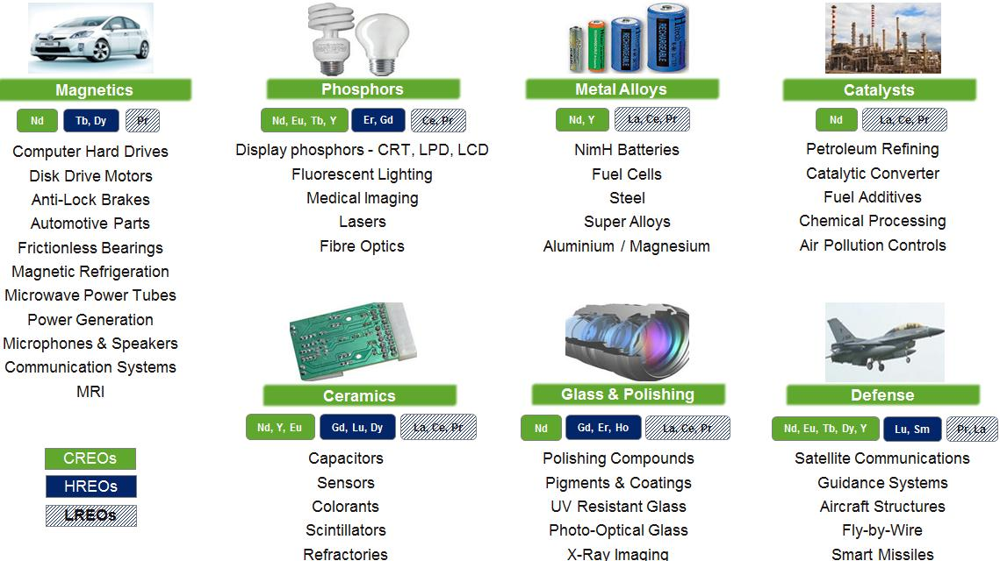 Magnetics
Nd
Tb, Dy
Pr
Computer Hard Drives
Disk Drive Motors
Anti-Lock Brakes
Automotive Parts
Frictionless Bearings
Magnetic Refrigeration
Microwave Power Tubes
Power Generation
Microphones & Speakers
Communication Systems
MRI
Phosphors
Nd, Eu, Tb, Y
Er, Gd
Ce, Pr
Display phosphors - CRT, LPD, LCD
Fluorescent Lighting
Medical Imaging
Lasers
Fibre Optics
RECHARGEABLE
RECHARGEABLE
Metal Alloys
Nd, Y
La, Ce, Pr
NimH Batteries
Fuel Cells
Steel
Super Alloys
Aluminium / Magnesium
Catalysts
Nd
La, Ce, Pr
Petroleum Refining
Catalytic Converter
Fuel Additives
Chemical Processing
Air Pollution Controls
Ceramics
Nd, Y, Eu
Gd, Lu, Dy
La, Ce, Pr
Capacitors
Sensors
Colorants
Scintillators
Refractories
Glass & Polishing
Nd
Gd, Er, Ho
La, Ce, Pr
Polishing Compounds
Pigments & Coatings
UV Resistant Glass
Photo-Optical Glass
X-Ray Imaging
Defense
Nd, Eu, Tb, Dy, Y
Lu, Sm
Pr, La
Satellite Communications
Guidance Systems
Aircraft Structures
Fly-by-Wire
Smart Missiles
CREOs
HREOs
LREOs